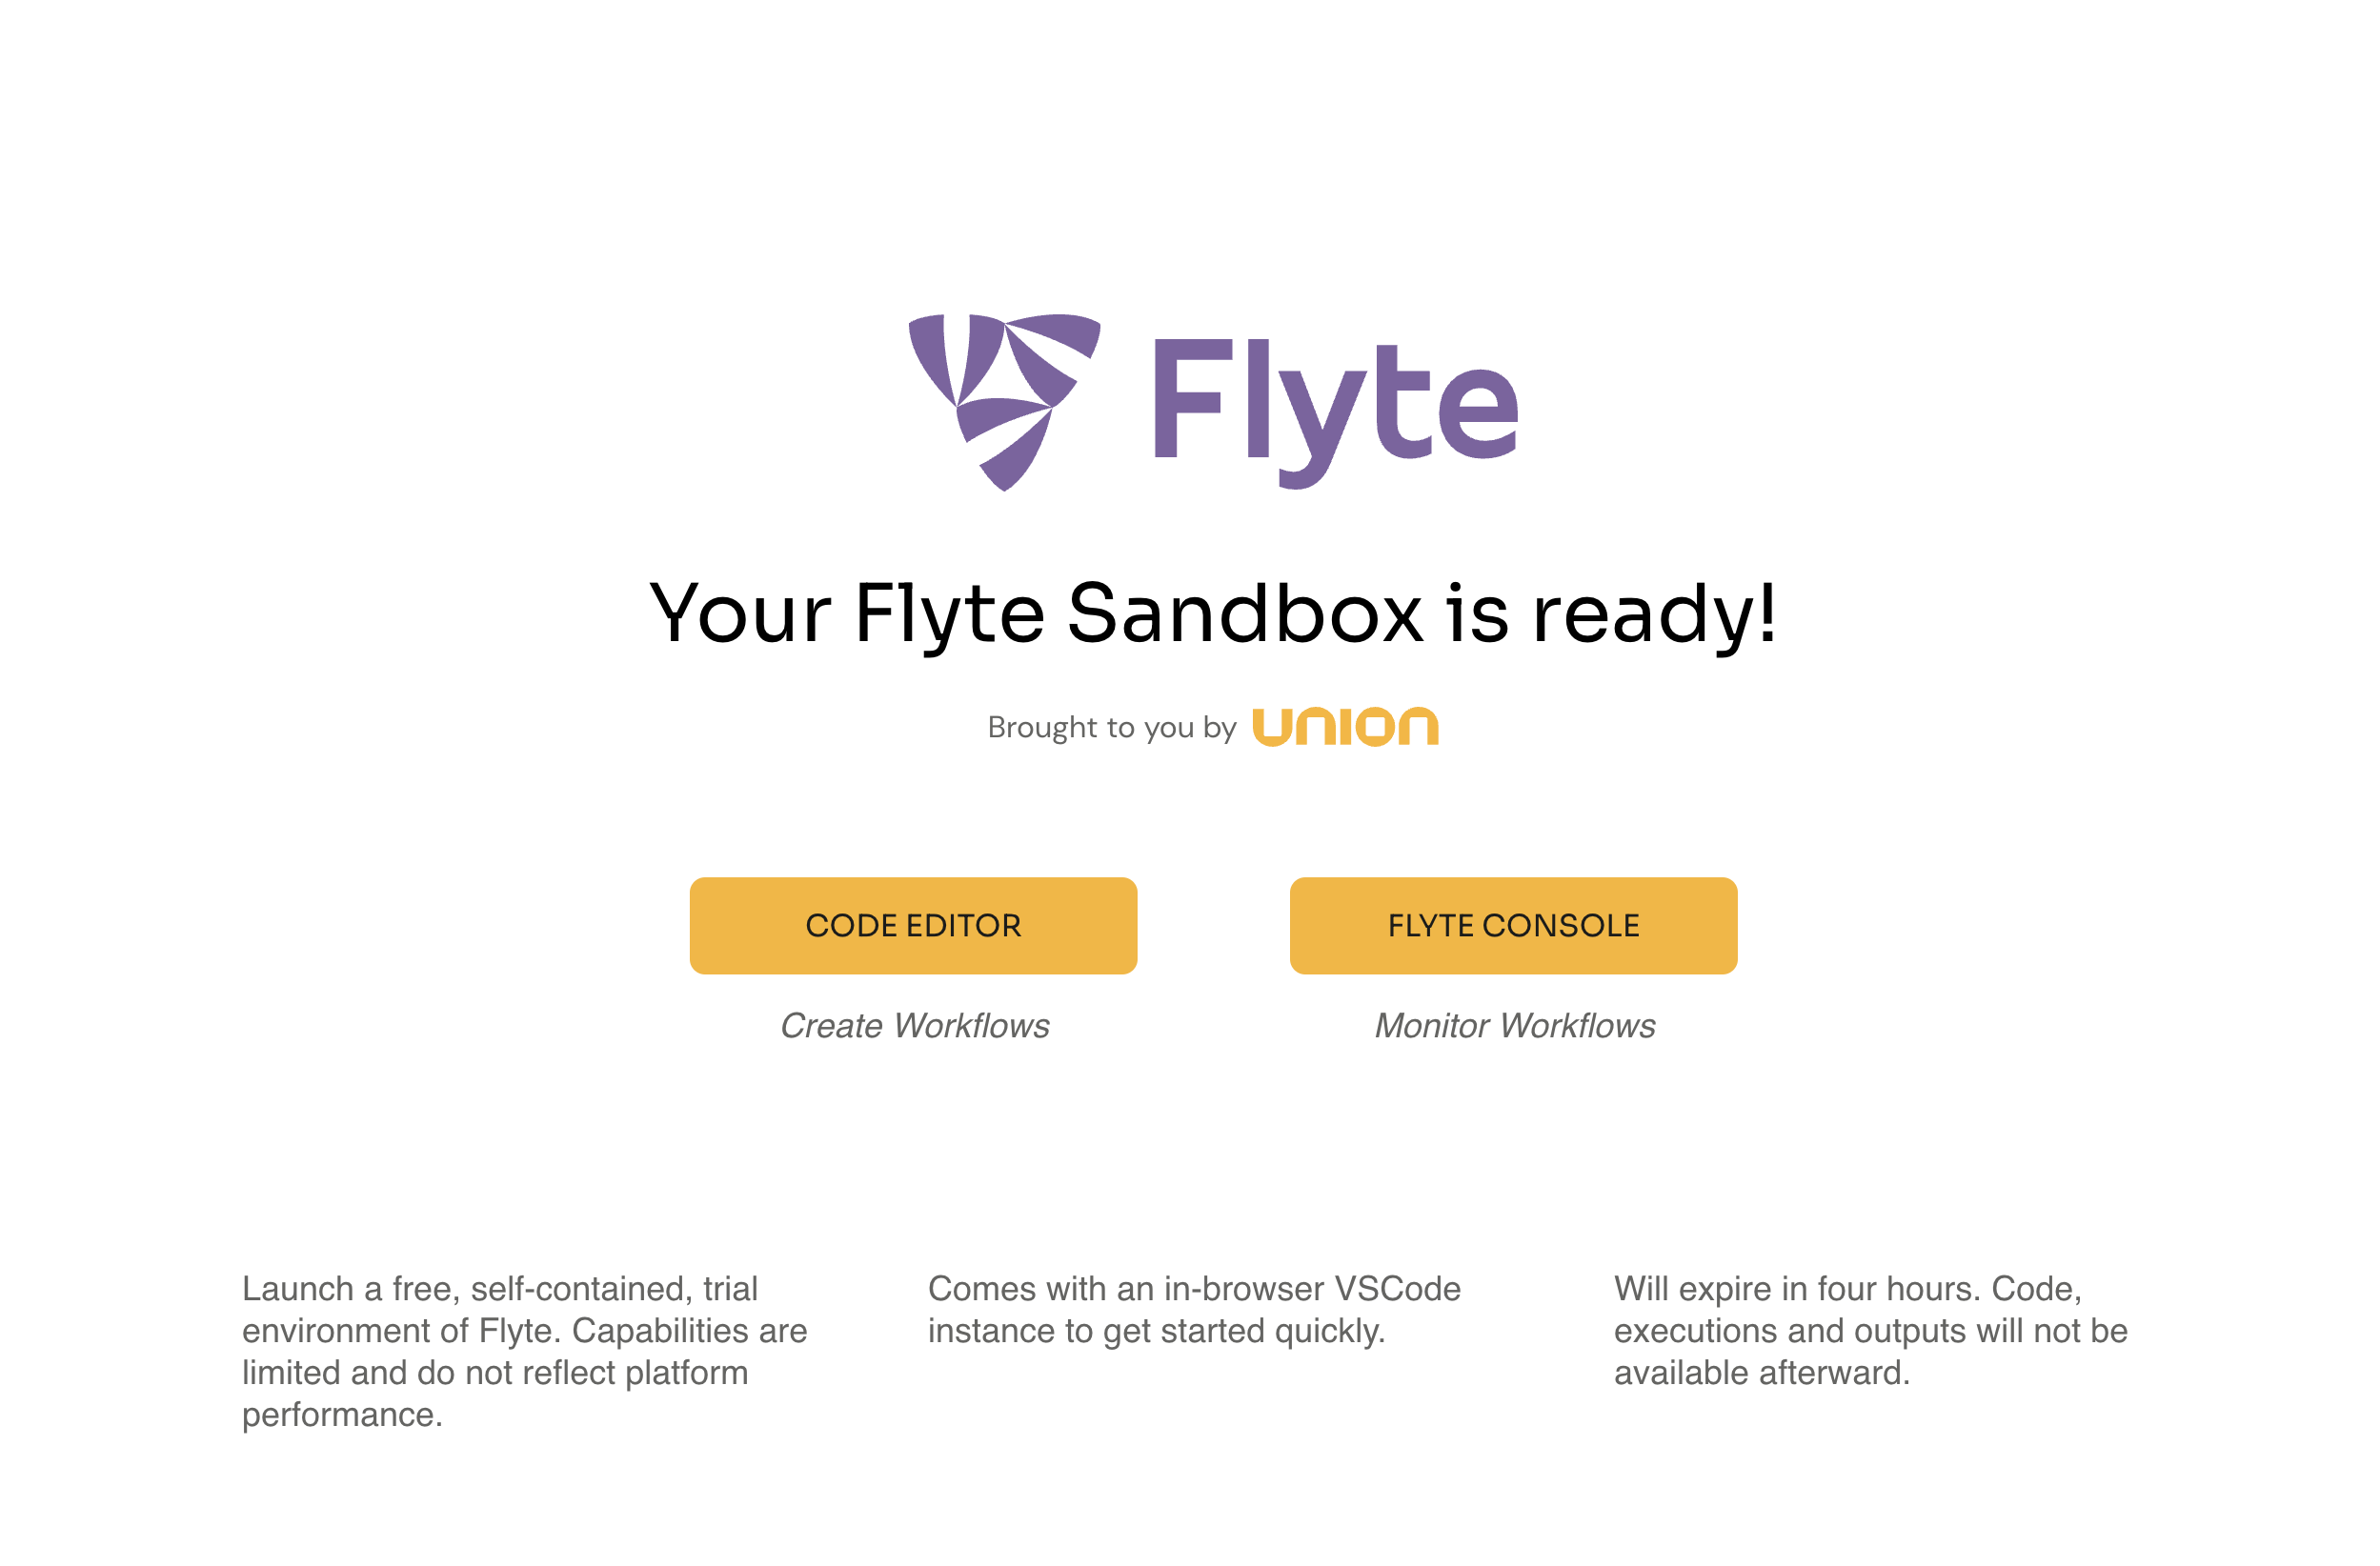 Flyte
Your Flyte Sandbox is ready!
Brought to you by UNION
CODE EDITOR
Create Workflows
FLYTE CONSOLE
Monitor Workflows
Launch a free, self-contained, trial
environment of Flyte. Capabilities are
limited and do not reflect platform
performance.
Comes with an in-browser VSCode
instance to get started quickly.
Will expire in four hours. Code,
executions and outputs will not be
available afterward.